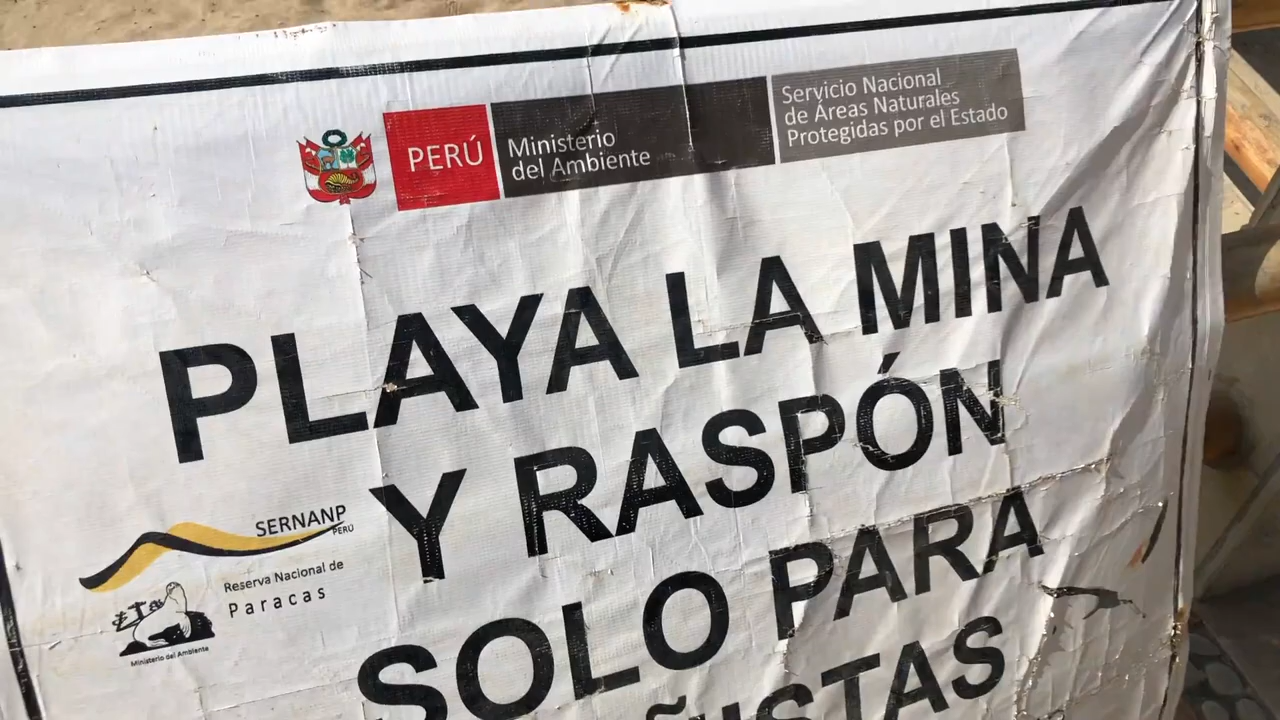 PERÚ
Ministerio
del Ambiente
Servicio Nacional
de Áreas Naturales
Protegidas por el Estado
PLAYA LA MINA
Y RASPÓN
SOLO PARA
SERNANP
PERÚ
Reserva Nacional de
Paracas
Ministerio del Ambiente